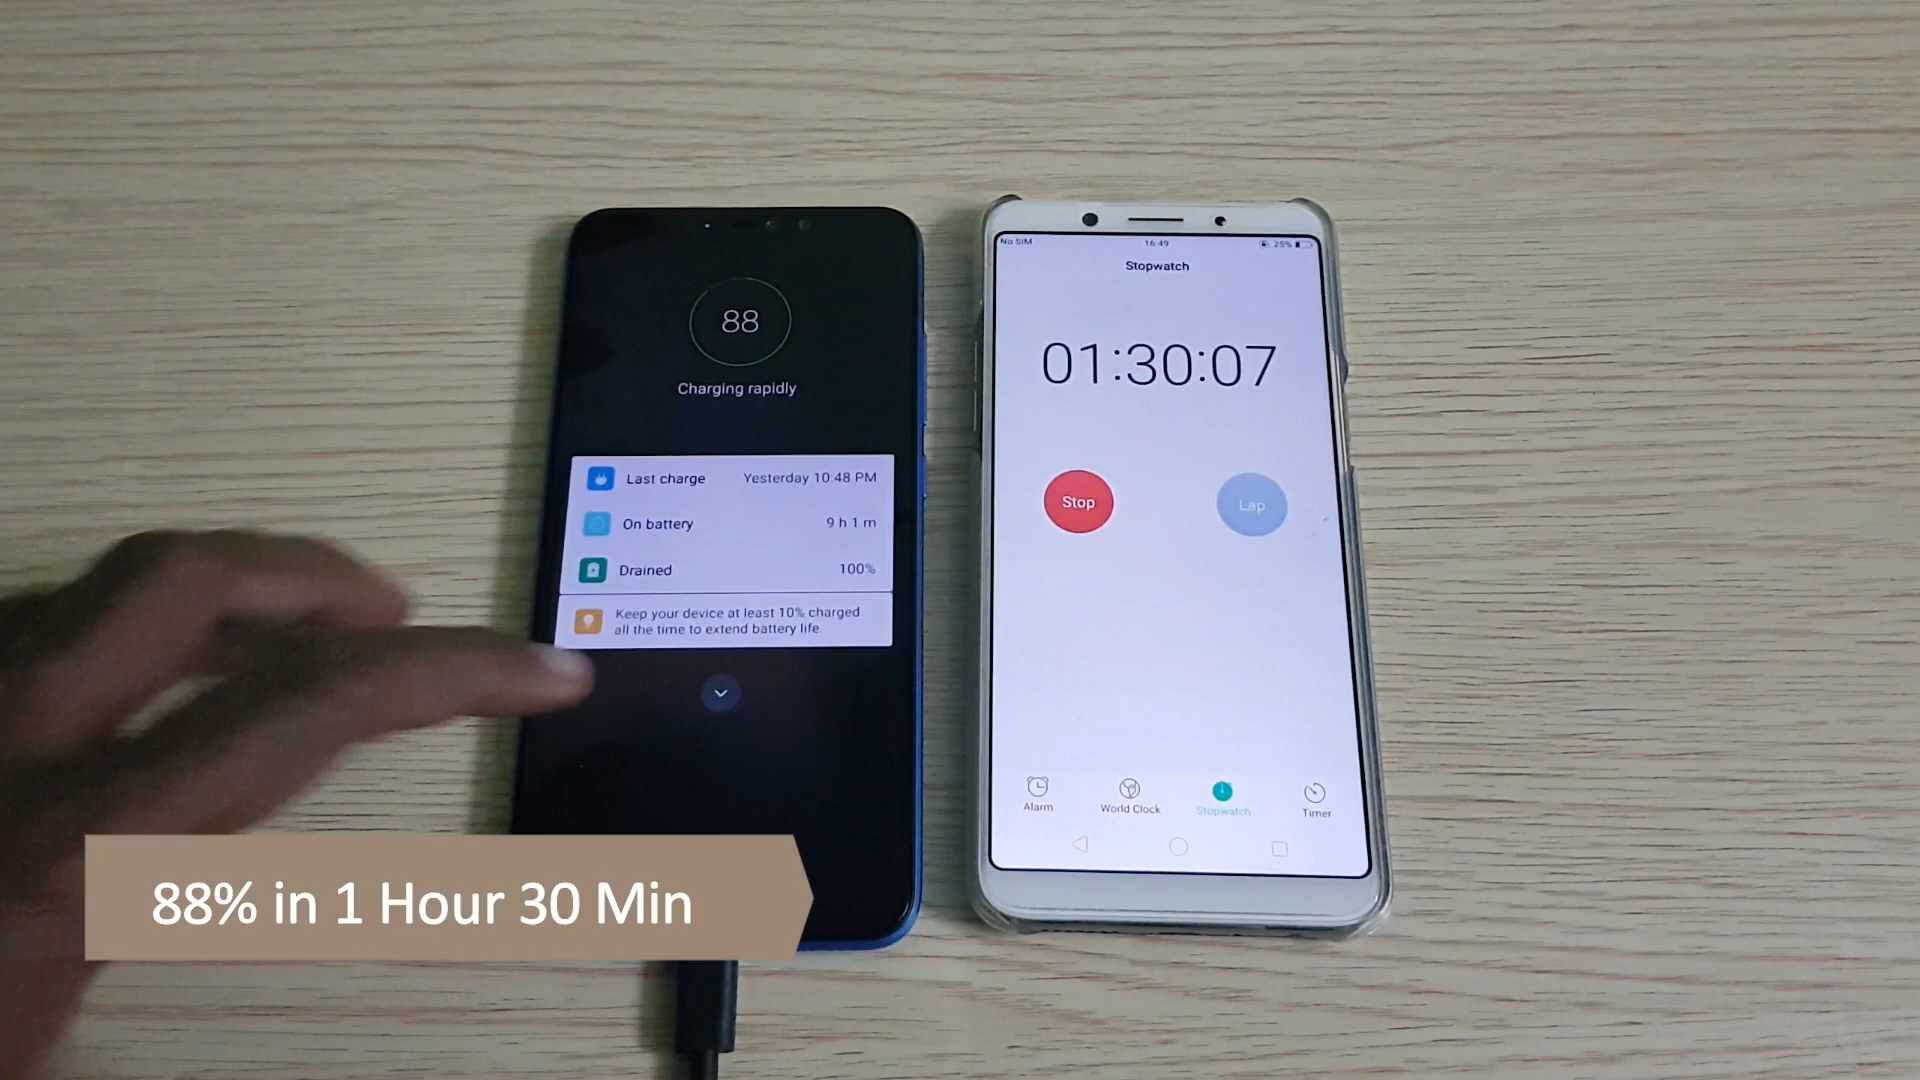 88
Charging rapidly
Last charge Yesterday 10:48 PM
On battery 9 h 1 m
Drained 100%
Keep your device at least 10% charged
all the time to extend battery life.
No SIM 16:49 25%
Stopwatch
01:30:07
Stop Lap
Alarm World Clock Stopwatch Timer
88% in 1 Hour 30 Min